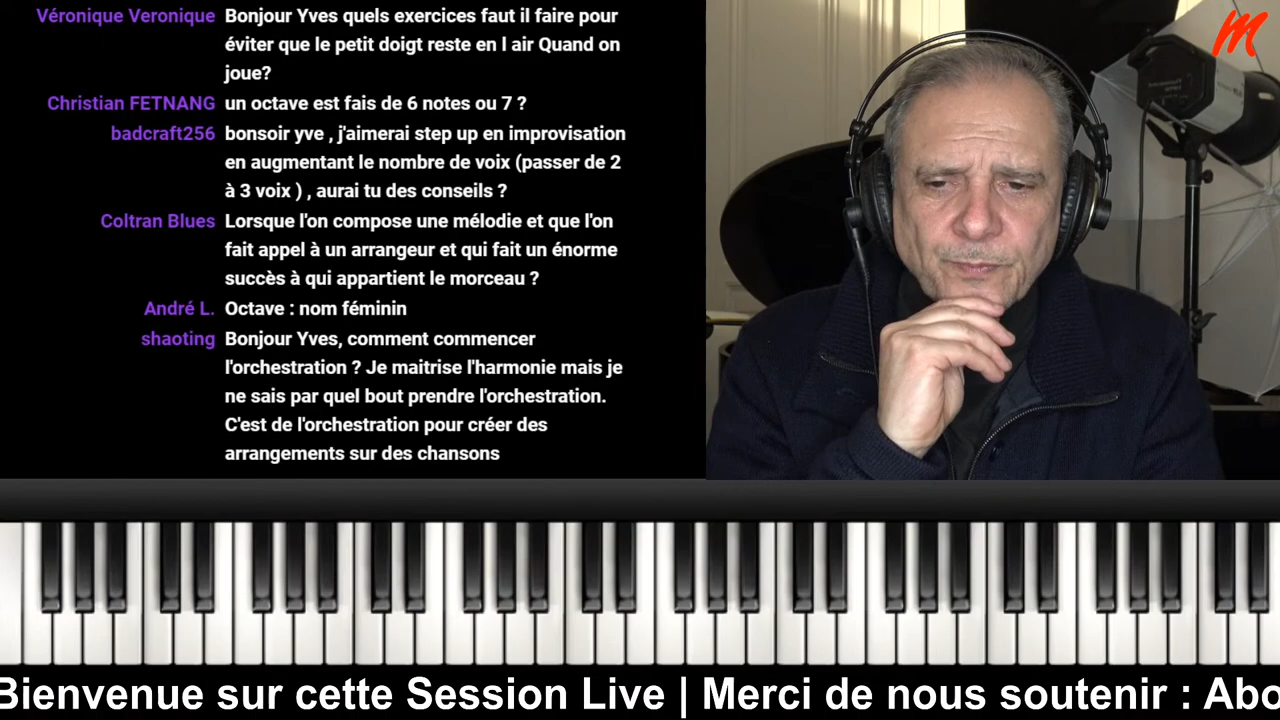 Véronique Veronique Bonjour Yves quels exercices faut il faire pour
éviter que le petit doigt reste en l air Quand on
joue?
Christian FETNANG un octave est fais de 6 notes ou 7 ?
badcraft256 bonsoir yve , j'aimerai step up en improvisation
en augmentant le nombre de voix (passer de 2
à 3 voix ) , aurai tu des conseils ?
Coltran Blues Lorsque l'on compose une mélodie et que l'on
fait appel à un arrangeur et qui fait un énorme
succès à qui appartient le morceau ?
André L. Octave : nom féminin
shaoting Bonjour Yves, comment commencer
l'orchestration ? Je maitrise l'harmonie mais je
ne sais par quel bout prendre l'orchestration.
C'est de l'orchestration pour créer des
arrangements sur des chansons
M
Bienvenue sur cette Session Live | Merci de nous soutenir : Abo